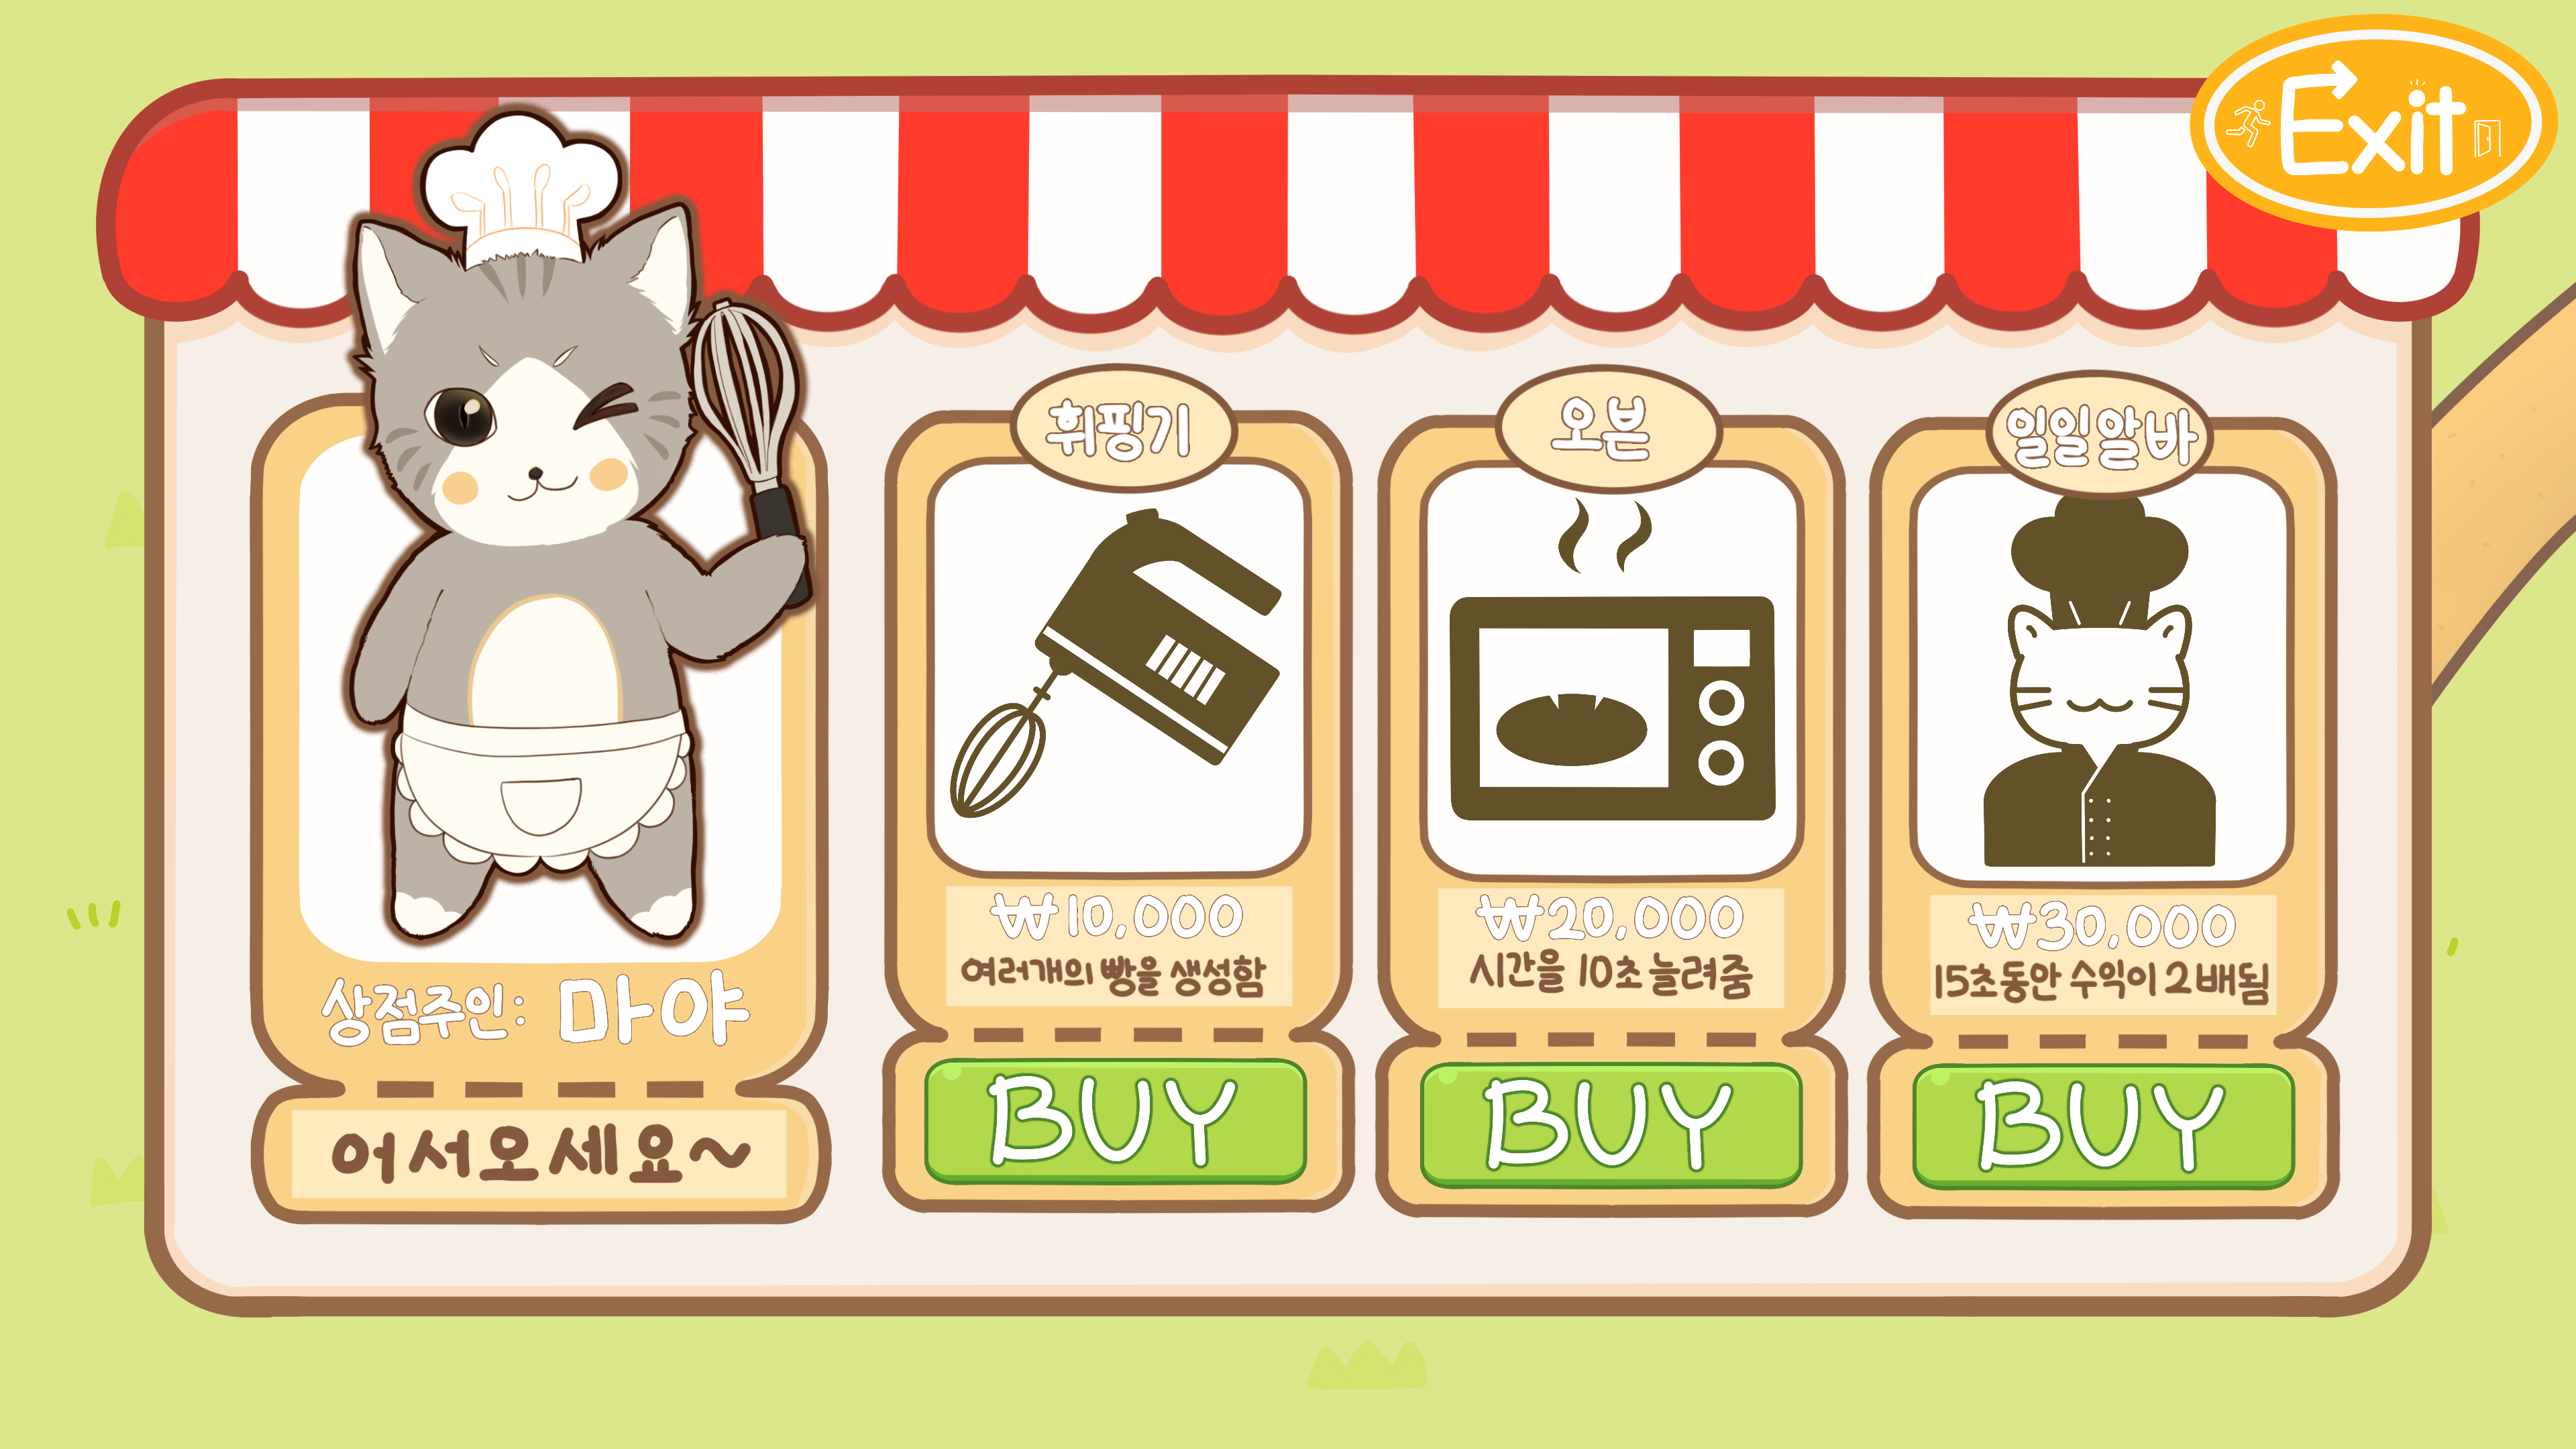 Exit
상점주인: 마야
어서오세요~
휘핑기
₩10,000
여러개의 빵을 생성함
BUY
오븐
₩20,000
시간을 10초 늘려줌
BUY
일일알바
₩30,000
15초동안 수익이 2배됨
BUY